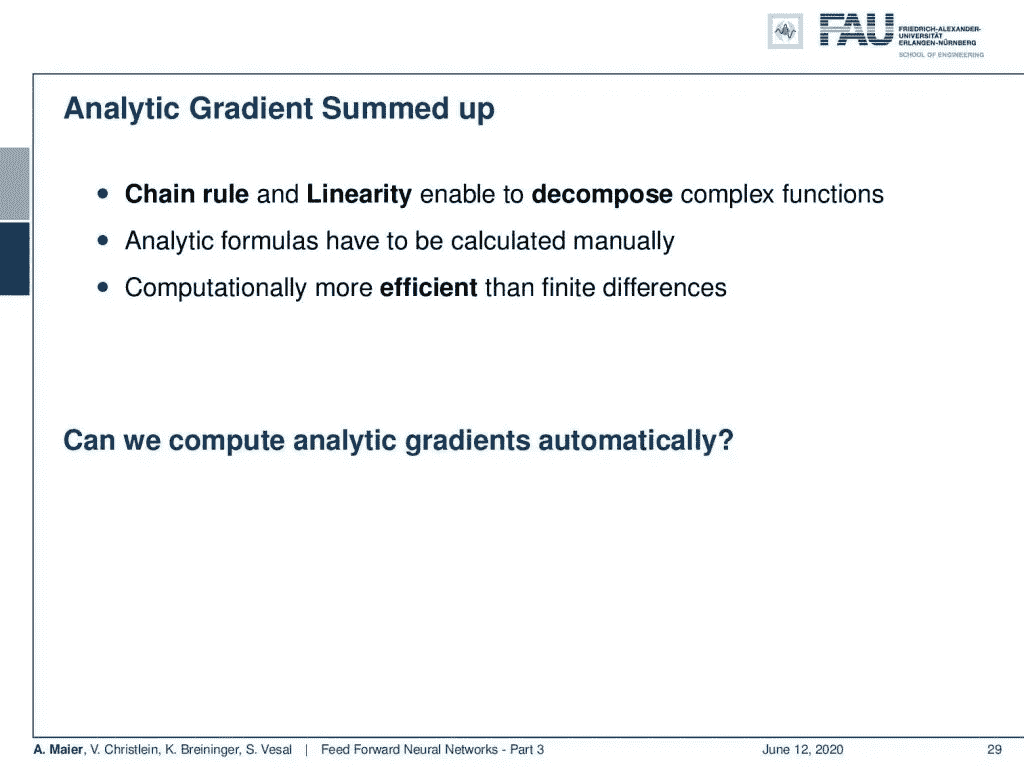 FAU
FRIEDRICH-ALEXANDER-
UNIVERSITÄT
ERLANGEN-NÜRNBERG
SCHOOL OF ENGINEERING
Analytic Gradient Summed up
• Chain rule and Linearity enable to decompose complex functions
• Analytic formulas have to be calculated manually
• Computationally more efficient than finite differences
Can we compute analytic gradients automatically?
A. Maier, V. Christlein, K. Breininger, S. Vesal | Feed Forward Neural Networks - Part 3 June 12, 2020 29